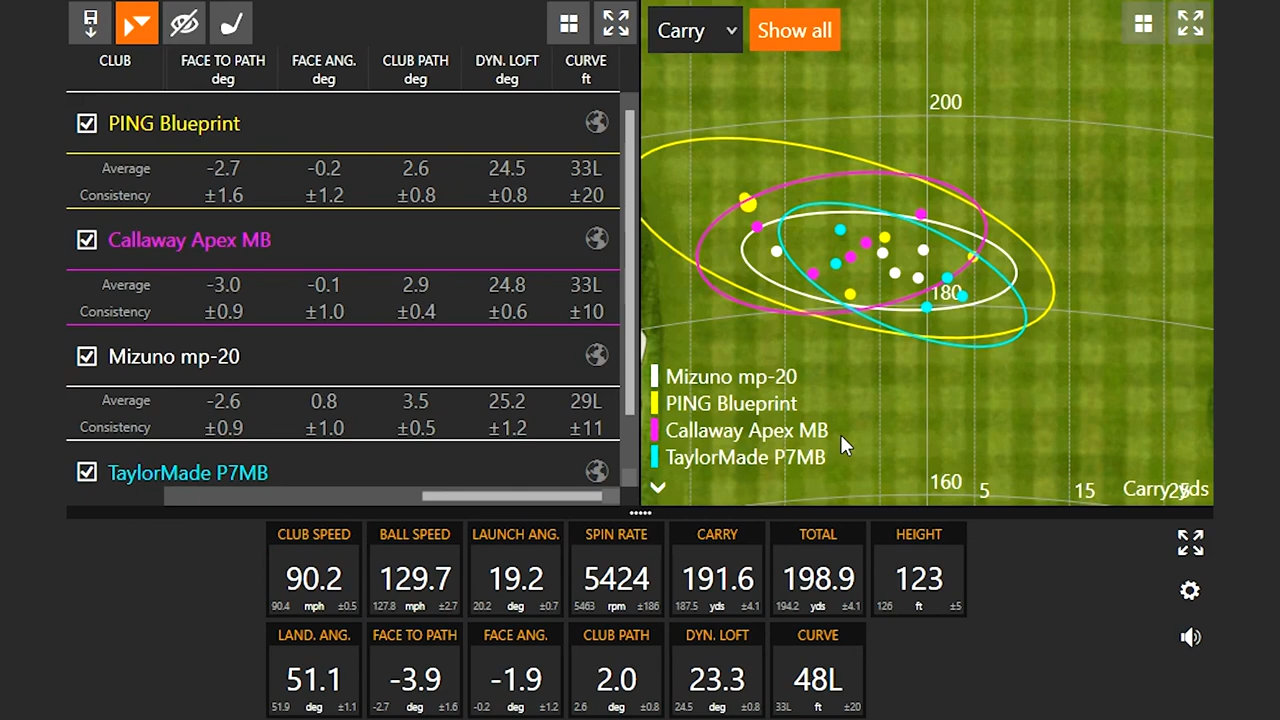 CLUB FACE TO PATH deg FACE ANG. deg CLUB PATH deg DYN. LOFT deg CURVE ft
PING Blueprint
Average -2.7 -0.2 2.6 24.5 33L
Consistency ±1.6 ±1.2 ±0.8 ±0.8 ±20
Callaway Apex MB
Average -3.0 -0.1 2.9 24.8 33L
Consistency ±0.9 ±1.0 ±0.4 ±0.6 ±10
Mizuno mp-20
Average -2.6 0.8 3.5 25.2 29L
Consistency ±0.9 ±1.0 ±0.5 ±1.2 ±11
TaylorMade P7MB
Carry Show all
200
180
Mizuno mp-20
PING Blueprint
Callaway Apex MB
TaylorMade P7MB
160 5 15 25 Carry yds
CLUB SPEED BALL SPEED LAUNCH ANG. SPIN RATE CARRY TOTAL HEIGHT
90.2 129.7 19.2 5424 191.6 198.9 123
90.4 mph ±0.5 127.8 mph ±2.7 20.2 deg ±0.7 5463 rpm ±186 187.5 yds ±4.1 194.2 yds ±4.1 126 ft ±5
LAND. ANG. FACE TO PATH FACE ANG. CLUB PATH DYN. LOFT CURVE
51.1 -3.9 -1.9 2.0 23.3 48L
51.9 deg ±1.1 -2.7 deg ±1.6 -0.2 deg ±1.2 2.6 deg ±0.8 24.5 deg ±0.8 33L ft ±20